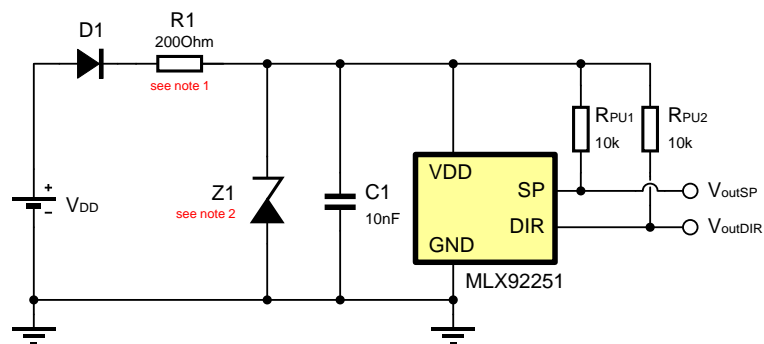 D1
R1
200Ohm
see note 1
RPU1
10k
RPU2
10k
VDD
SP
DIR
GND
MLX92251
VoutSP
VoutDIR
+
-
VDD
Z1
see note 2
C1
10nF